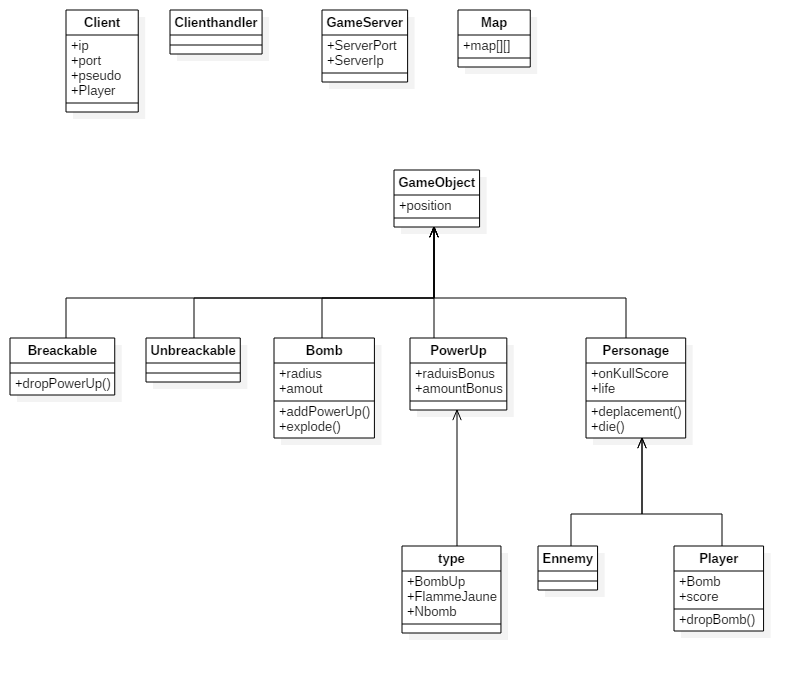 Client
+ip
+port
+pseudo
+Player
Clienthandler
GameServer
+ServerPort
+ServerIp
Map
+map[][]
GameObject
+position
Breackable
+dropPowerUp()
Unbreackable
Bomb
+radius
+amout
+addPowerUp()
+explode()
PowerUp
+raduisBonus
+amountBonus
Personage
+onKullScore
+life
+deplacement()
+die()
type
+BombUp
+FlammeJaune
+Nbomb
Ennemy
Player
+Bomb
+score
+dropBomb()